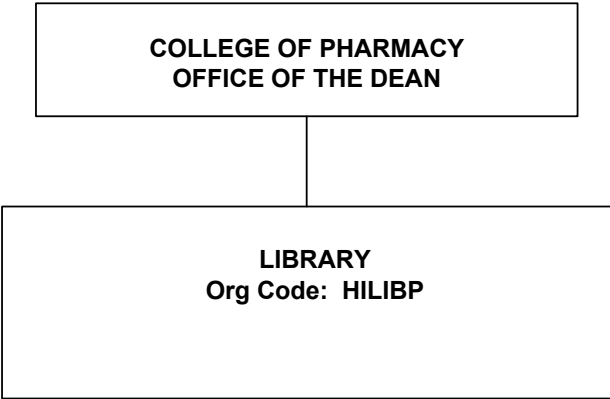 COLLEGE OF PHARMACY
OFFICE OF THE DEAN
LIBRARY
Org Code: HILIBP